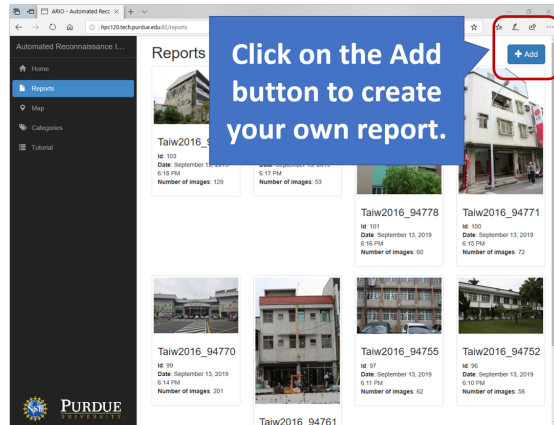 ARIO - Automated Recc
hpc120.tech.purdue.edu:82/reports
Automated Reconnaissance I...
Home
Reports
Map
Categories
Tutorial
PURDUE
UNIVERSITY
Reports
Add
Click on the Add
button to create
your own report.
Id: 103
Date: September 13, 2019
6:18 PM
Number of images: 129
6:17 PM
Number of images: 53
Taiw2016_94778
Id: 101
Date: September 13, 2019
6:16 PM
Number of images: 60
Taiw2016_94771
Id: 100
Date: September 13, 2019
6:15 PM
Number of images: 72
Taiw2016_94770
Id: 99
Date: September 13, 2019
6:14 PM
Number of images: 201
Taiw2016_94761
Taiw2016_94755
Id: 97
Date: September 13, 2019
6:11 PM
Number of images: 62
Taiw2016_94752
Id: 96
Date: September 13, 2019
6:10 PM
Number of images: 58